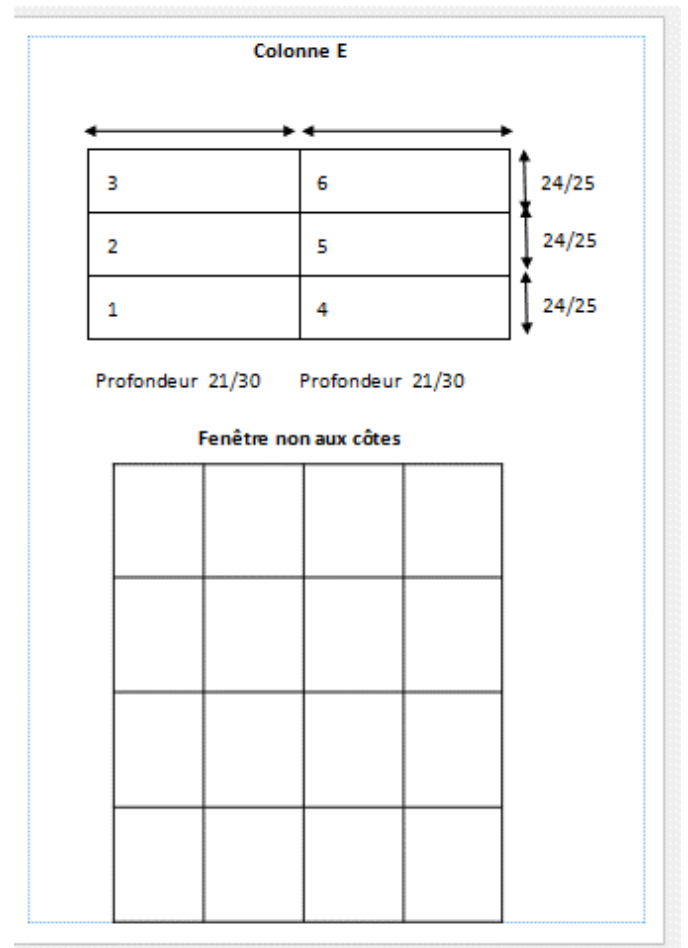 Colonne E
3 6 24/25
2 5 24/25
1 4 24/25
Profondeur 21/30 Profondeur 21/30
Fenêtre non aux côtes